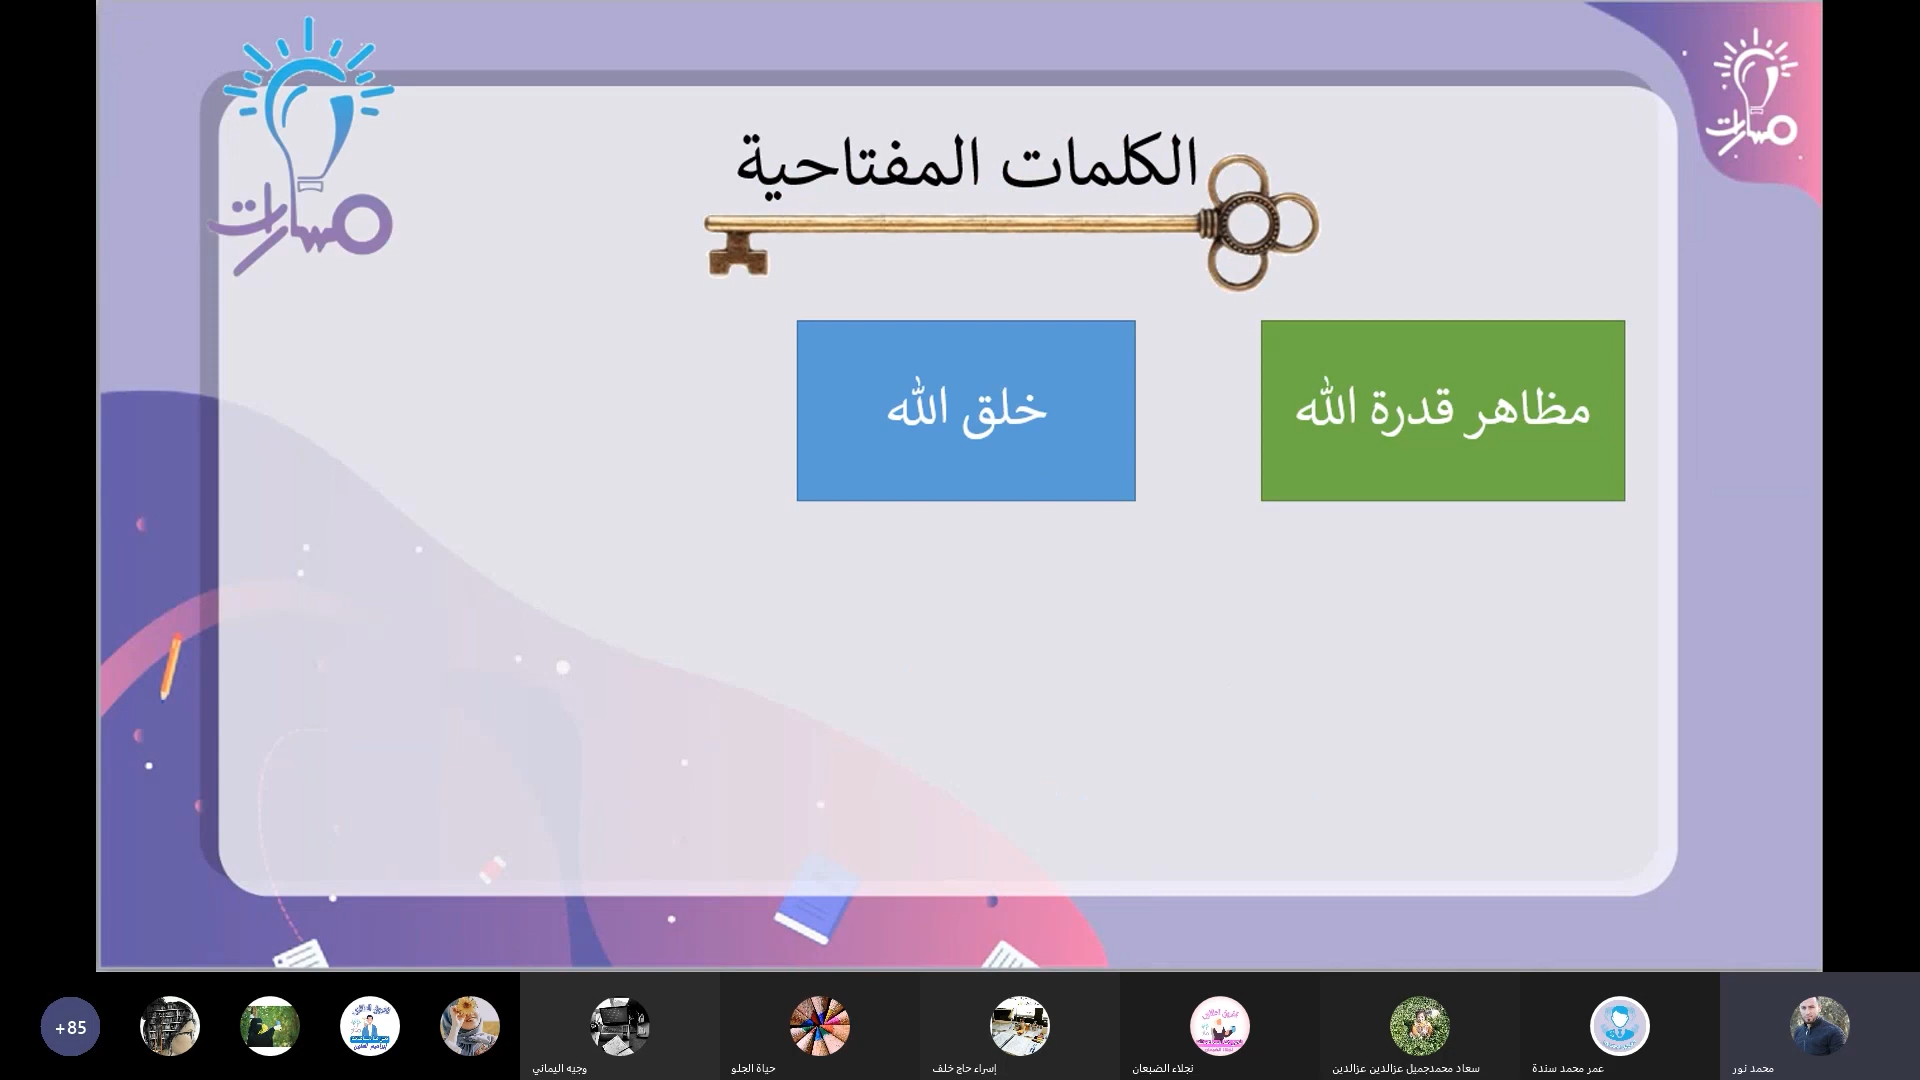 مسارات
مسارات
الكلمات المفتاحية
مظاهر قدرة الله
خلق الله
+85
وجيه اليماني
حياة الجلو
إسراء حاج خلف
نجلاء الضبعان
سعاد محمدجميل عزالدين عزالدين
عمر محمد سندة
محمد نور